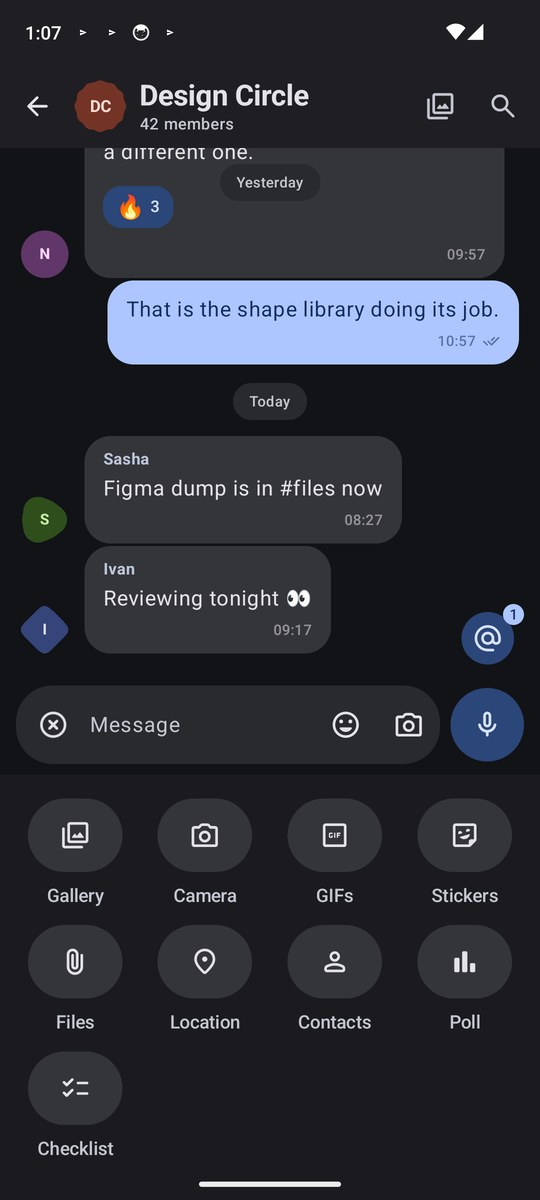 1:07
DC
Design Circle
42 members
a different one.
Yesterday
🔥 3
N
09:57
That is the shape library doing its job.
10:57
Today
Sasha
Figma dump is in #files now
S
08:27
Ivan
Reviewing tonight 👀
I
09:17
1
Message
GIF
Gallery
Camera
GIFs
Stickers
Files
Location
Contacts
Poll
Checklist